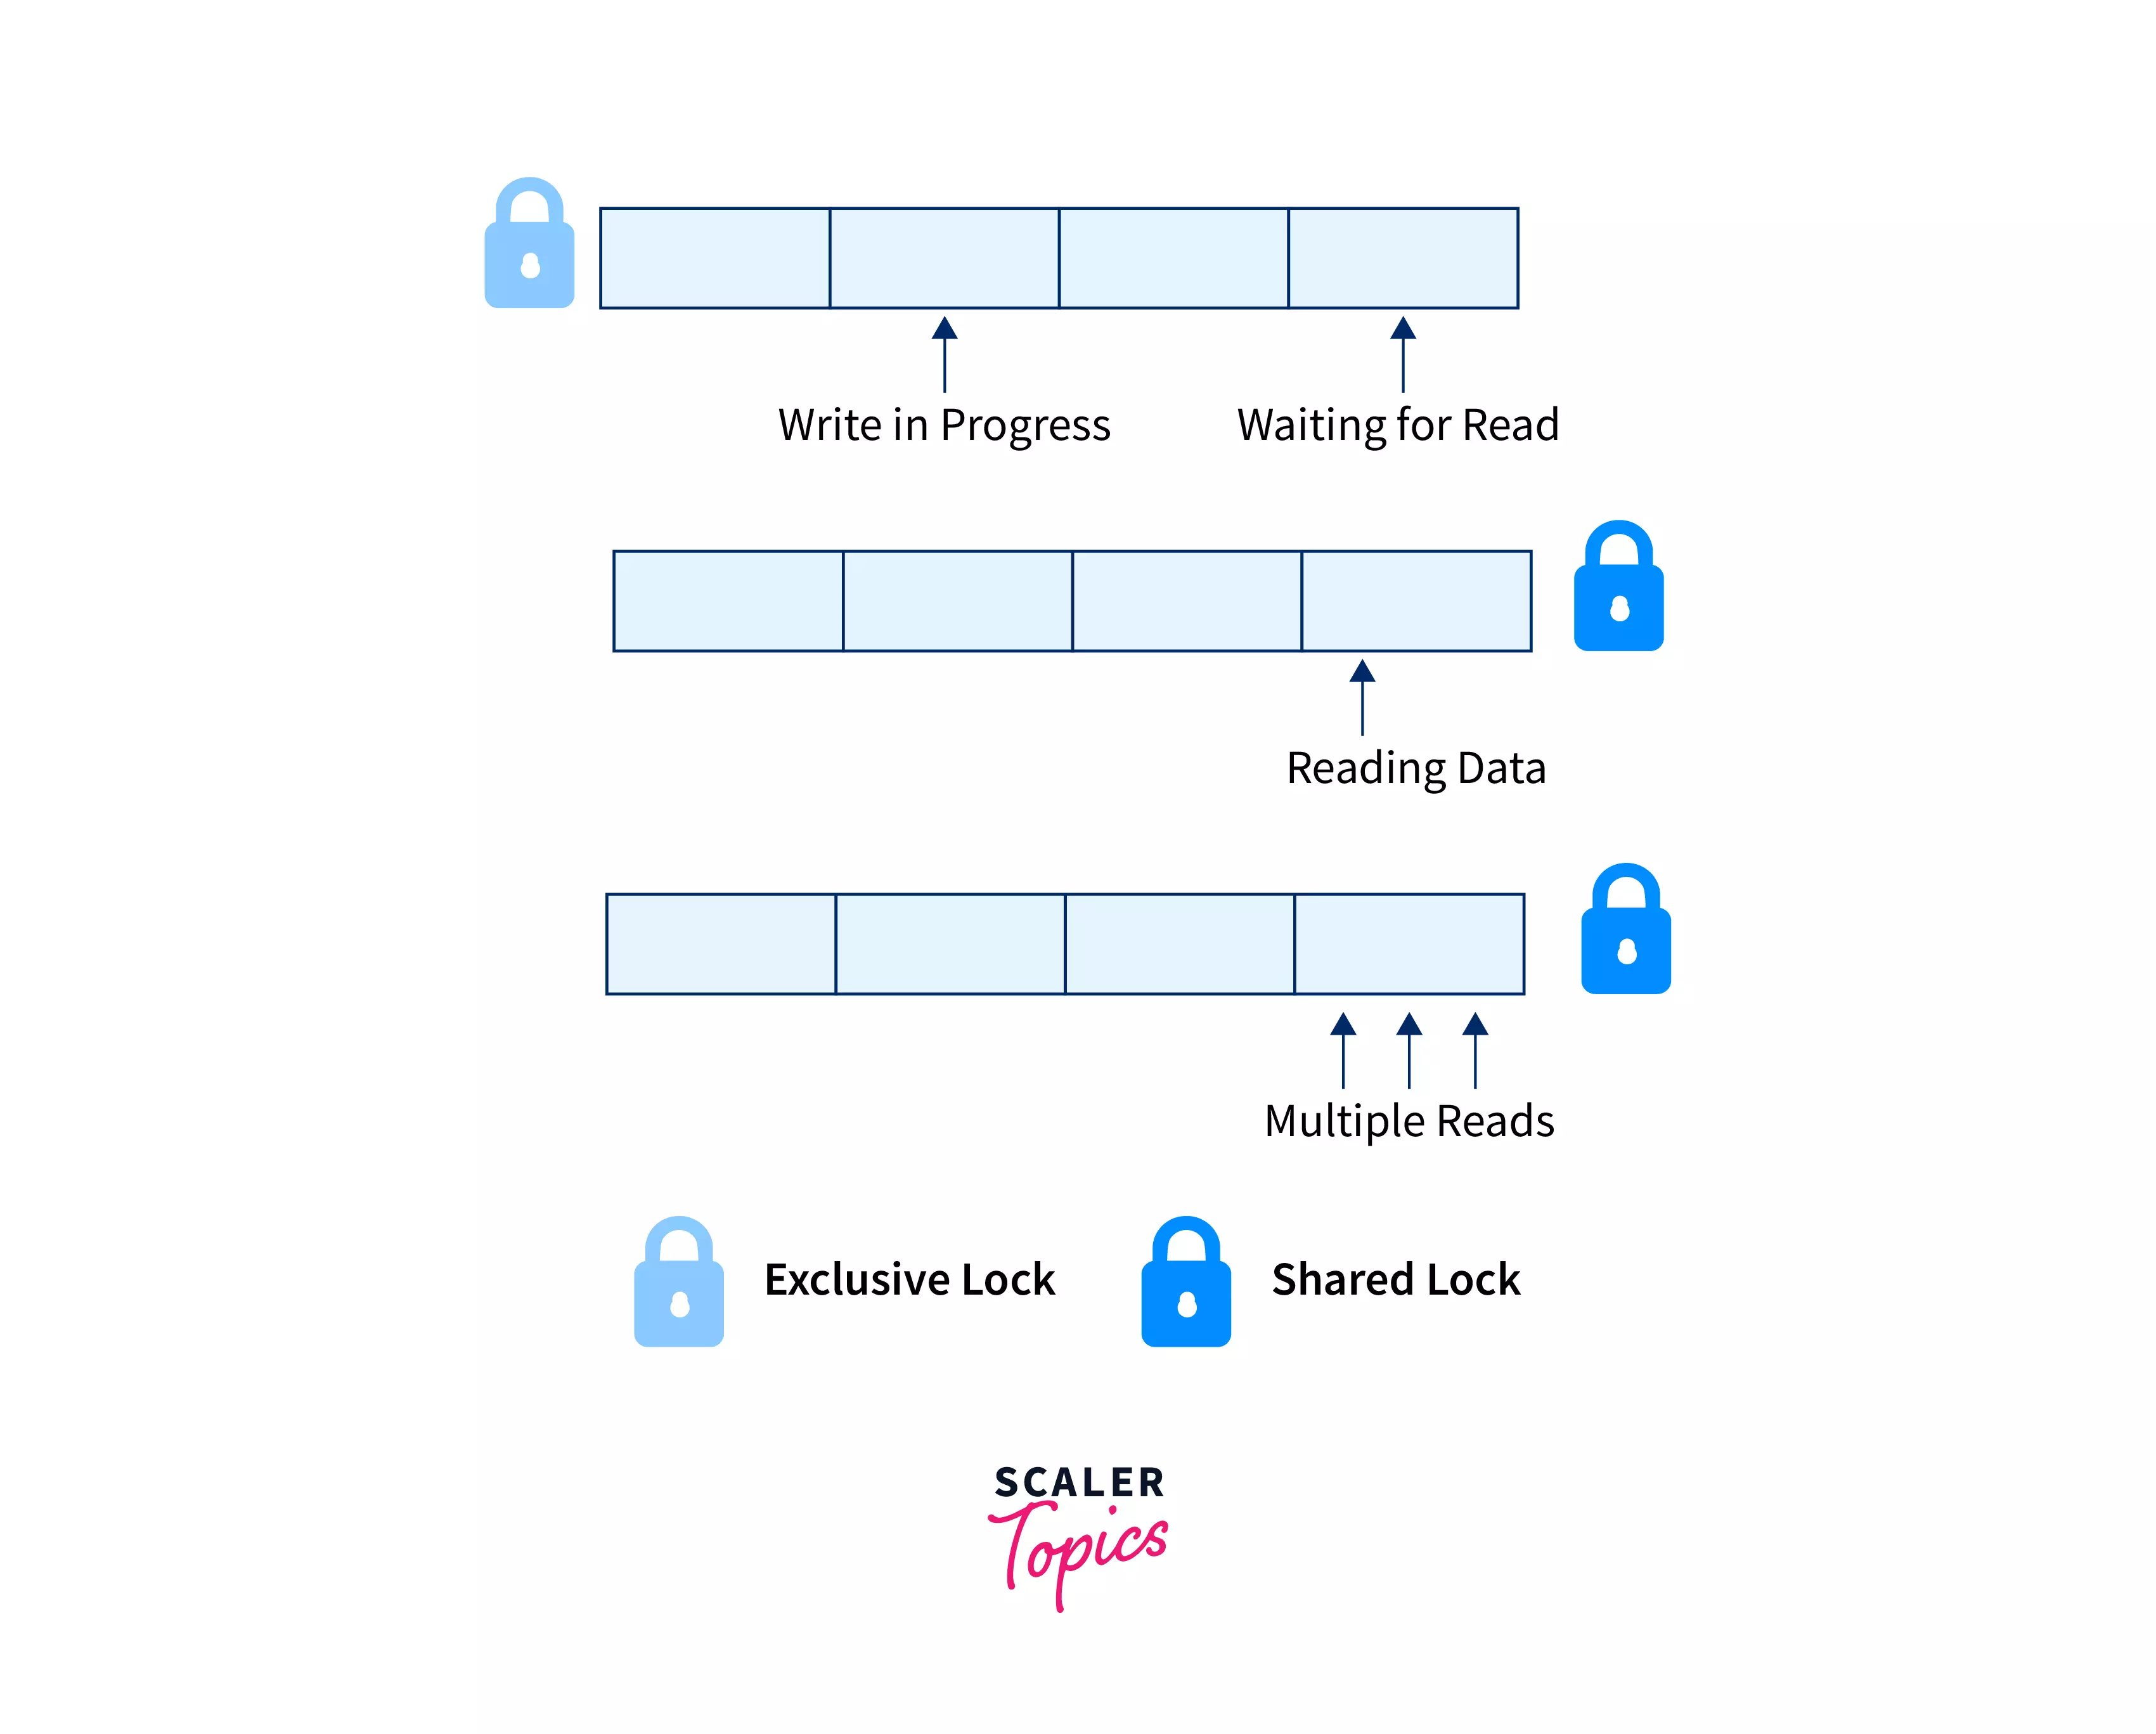 Write in Progress
Waiting for Read
Reading Data
Multiple Reads
Exclusive Lock
Shared Lock
SCALER
Topics